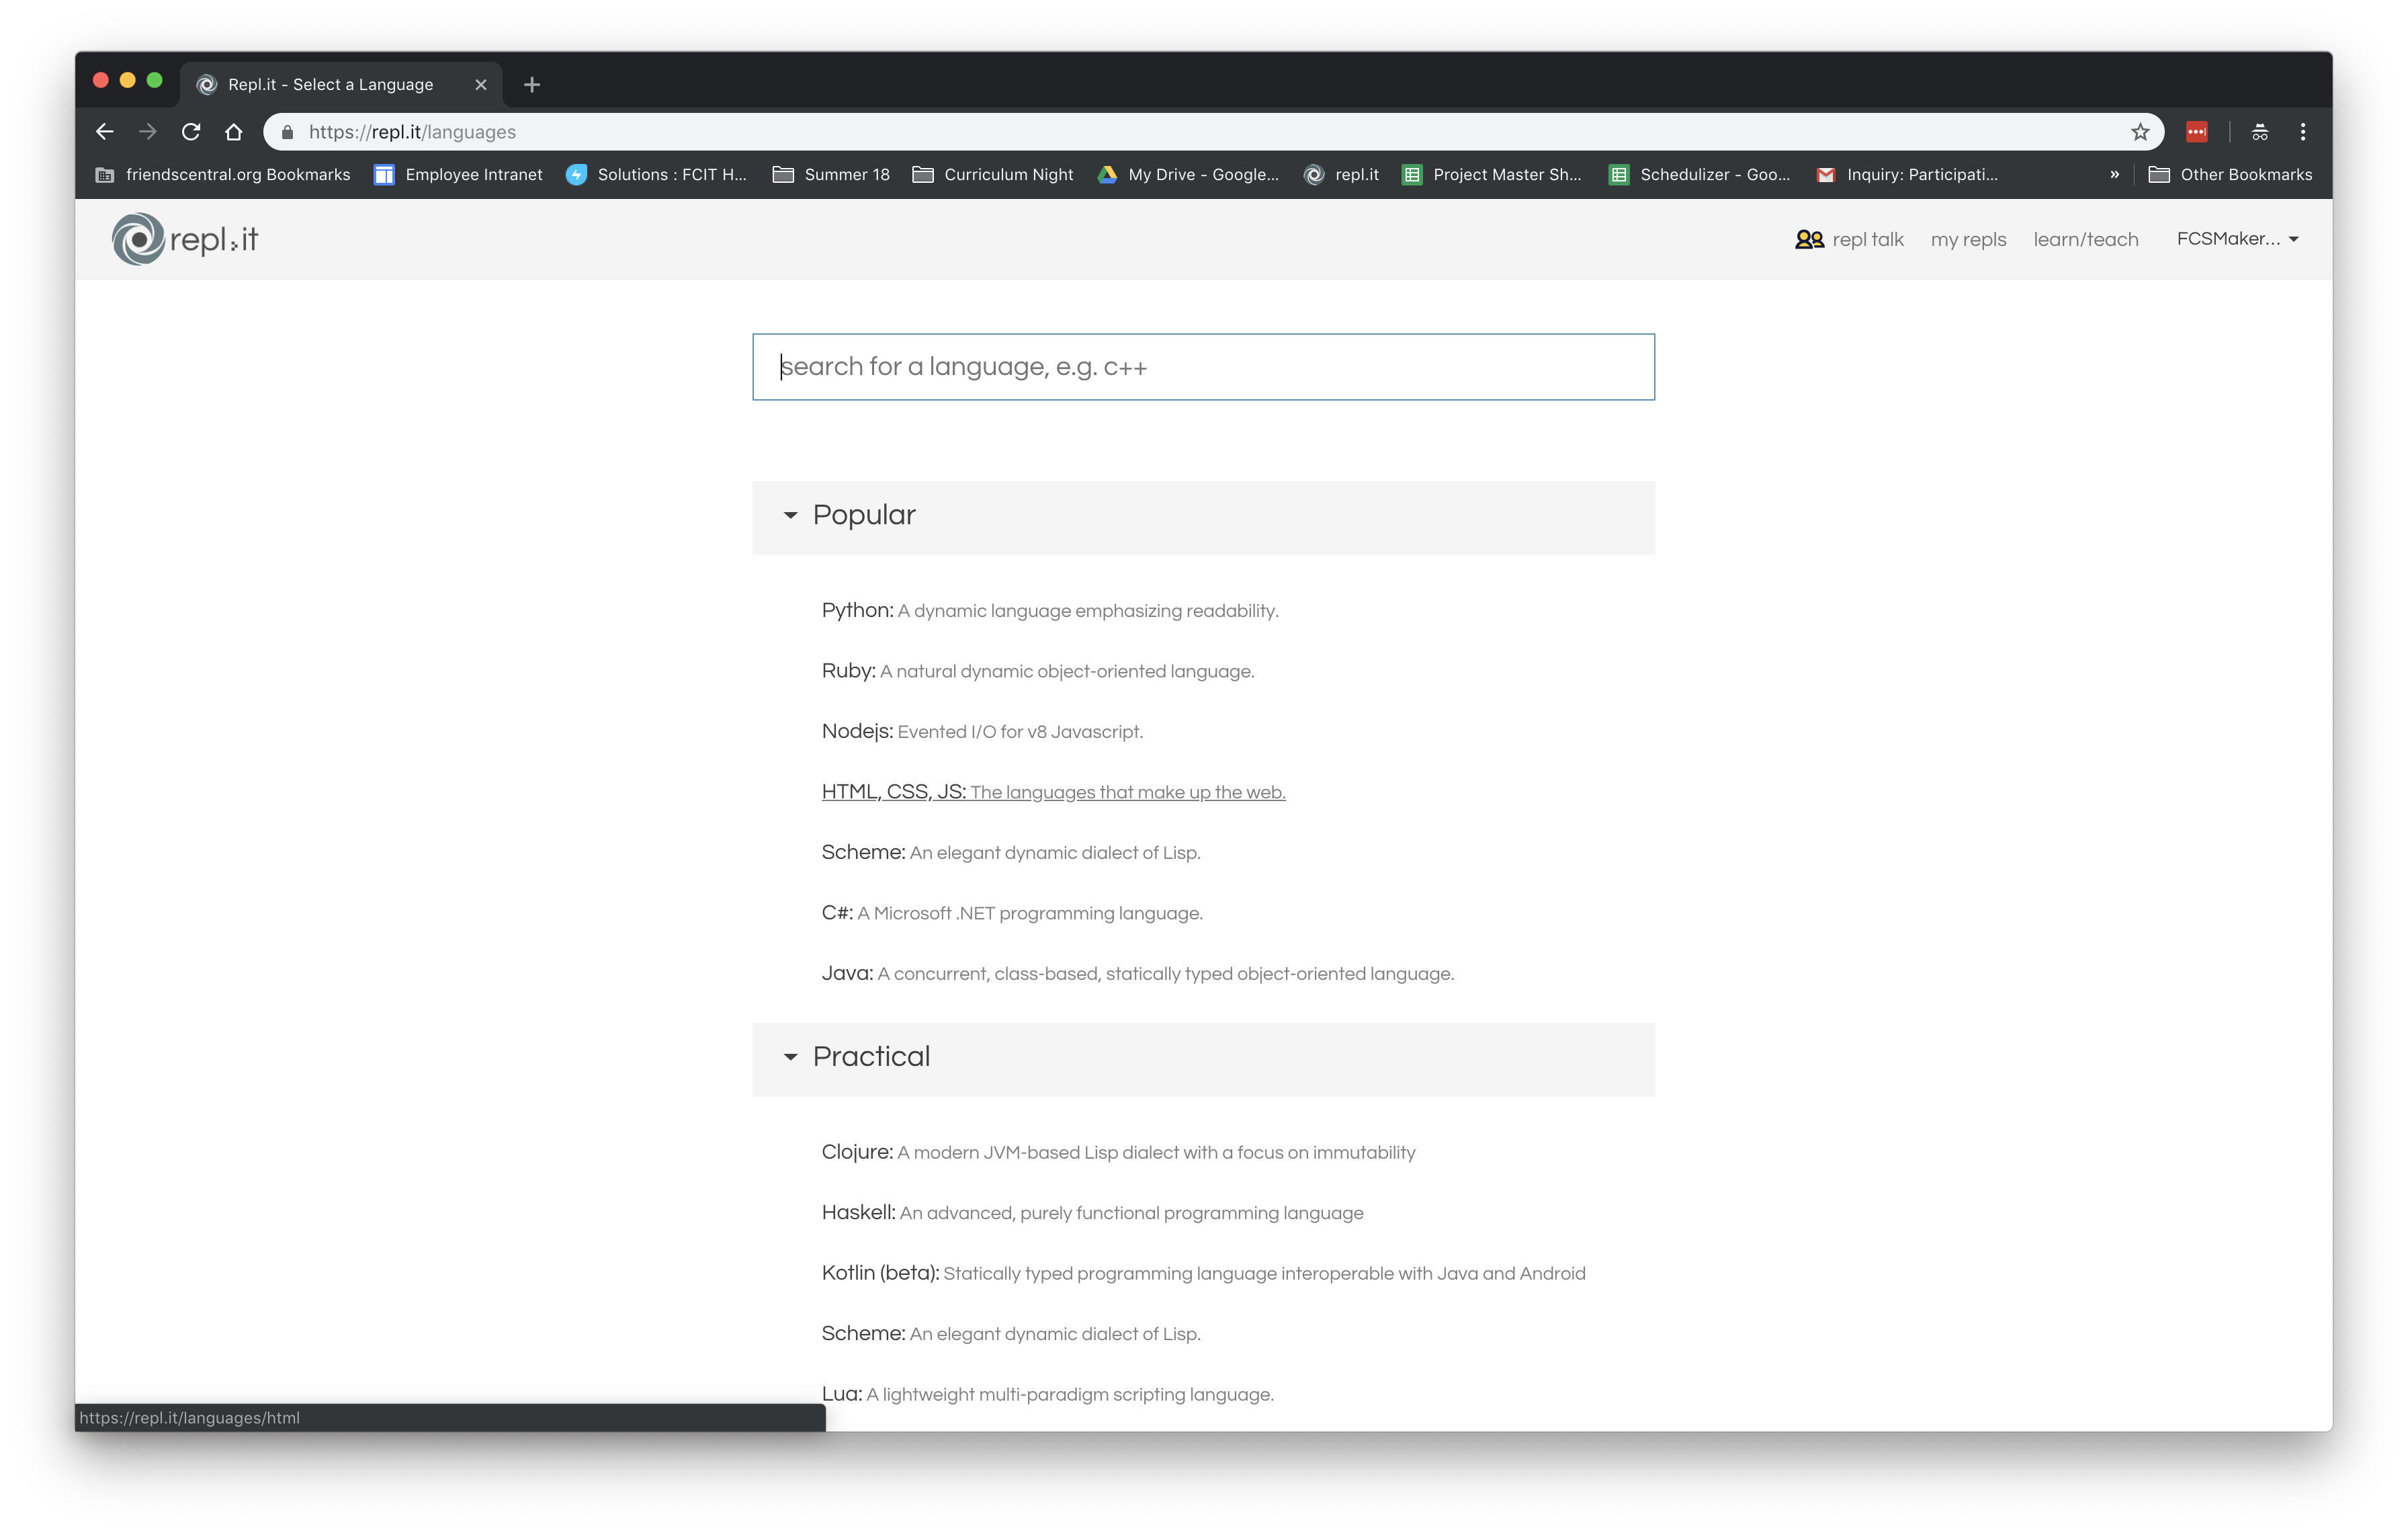 Repl.it - Select a Language
https://repl.it/languages
friendscentral.org Bookmarks Employee Intranet Solutions : FCIT H... Summer 18 Curriculum Night My Drive - Google... repl.it Project Master Sh... Schedulizer - Goo... Inquiry: Participati... » Other Bookmarks
repl.it repl talk my repls learn/teach FCSMaker...
search for a language, e.g. c++
Popular
Python: A dynamic language emphasizing readability.
Ruby: A natural dynamic object-oriented language.
Nodejs: Evented I/O for v8 Javascript.
HTML, CSS, JS: The languages that make up the web.
Scheme: An elegant dynamic dialect of Lisp.
C#: A Microsoft .NET programming language.
Java: A concurrent, class-based, statically typed object-oriented language.
Practical
Clojure: A modern JVM-based Lisp dialect with a focus on immutability
Haskell: An advanced, purely functional programming language
Kotlin (beta): Statically typed programming language interoperable with Java and Android
Scheme: An elegant dynamic dialect of Lisp.
Lua: A lightweight multi-paradigm scripting language.
https://repl.it/languages/html